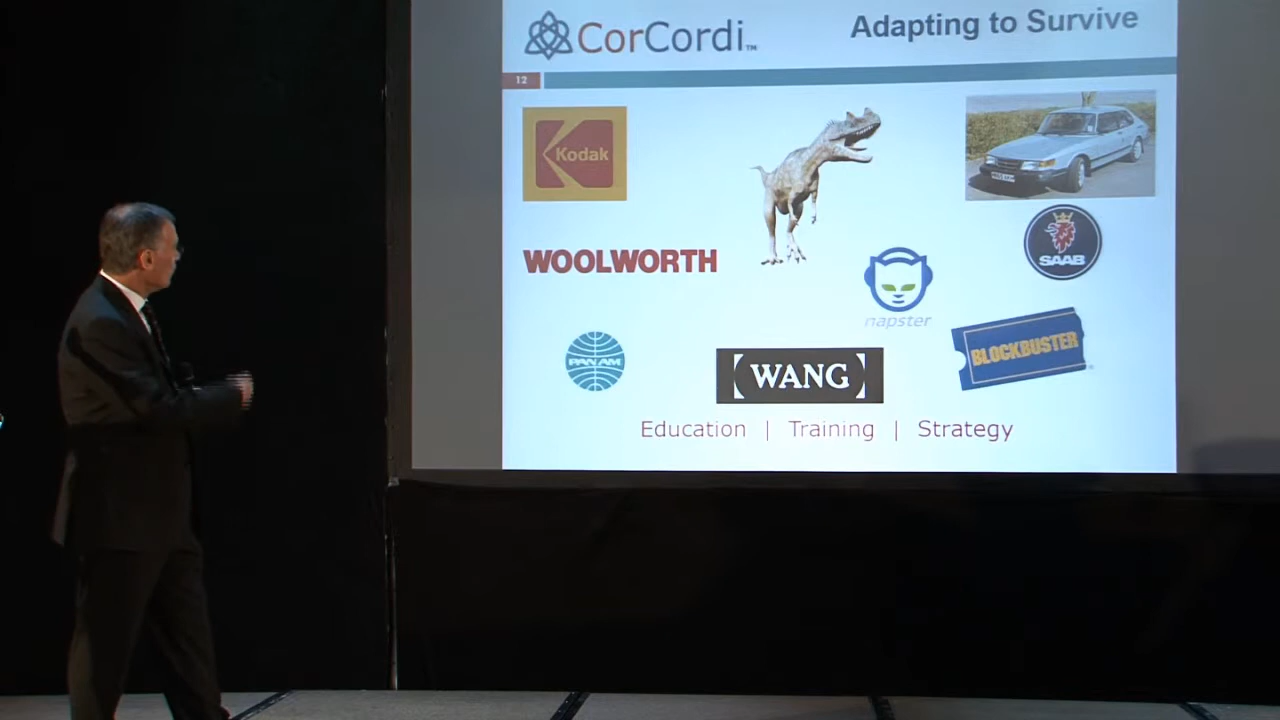 CorCordi™
Adapting to Survive
12
Kodak
WOOLWORTH
SAAB
napster
PAN AM
WANG
BLOCKBUSTER
Education | Training | Strategy